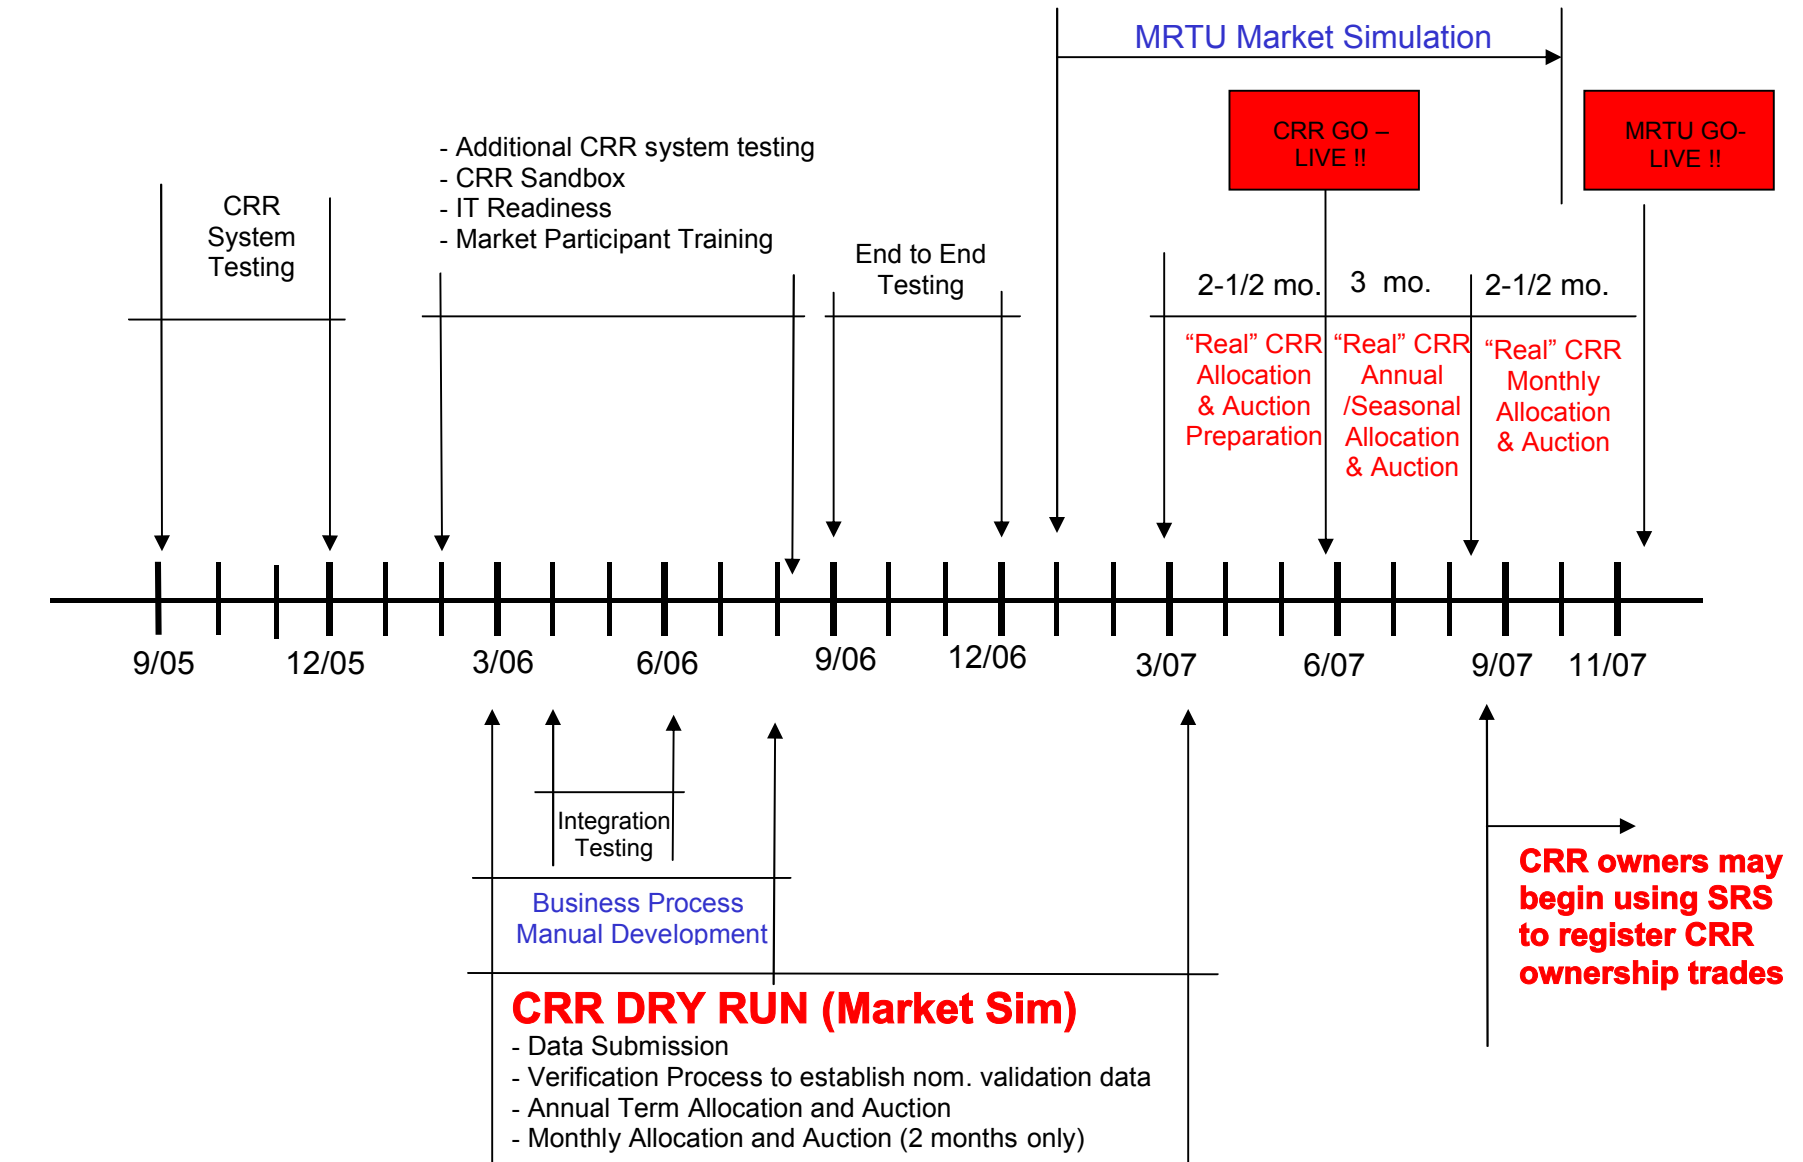 MRTU Market Simulation
CRR GO –
LIVE !!
MRTU GO-
LIVE !!
- Additional CRR system testing
- CRR Sandbox
- IT Readiness
- Market Participant Training
CRR
System
Testing
End to End
Testing
2-1/2 mo.
3 mo.
2-1/2 mo.
“Real” CRR
Allocation
& Auction
Preparation
“Real” CRR
Annual
/Seasonal
Allocation
& Auction
“Real” CRR
Monthly
Allocation
& Auction
9/05
12/05
3/06
6/06
9/06
12/06
3/07
6/07
9/07
11/07
Integration
Testing
Business Process
Manual Development
CRR owners may
begin using SRS
to register CRR
ownership trades
CRR DRY RUN (Market Sim)
- Data Submission
- Verification Process to establish nom. validation data
- Annual Term Allocation and Auction
- Monthly Allocation and Auction (2 months only)